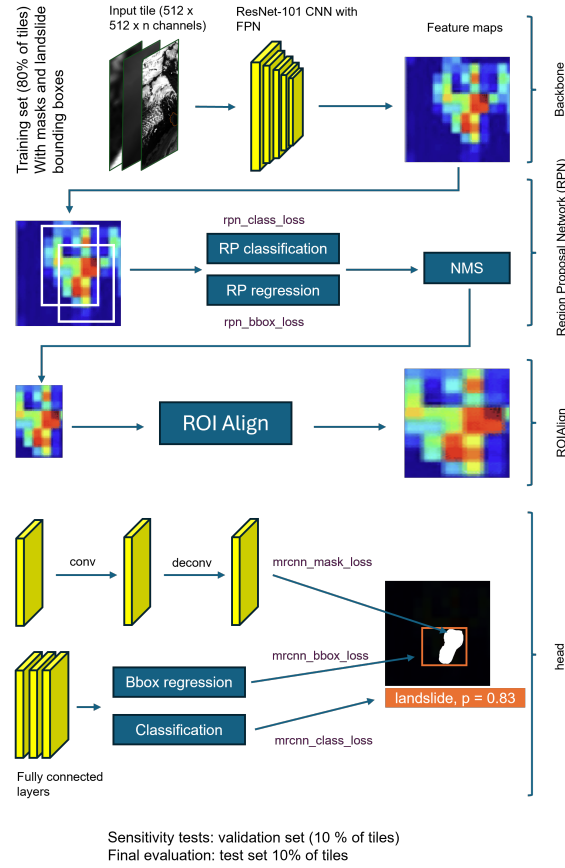 Training set (80% of tiles)
With masks and landslide
bounding boxes
Input tile (512 x
512 x n channels)
ResNet-101 CNN with
FPN
Feature maps
Backbone
rpn_class_loss
RP classification
RP regression
rpn_bbox_loss
NMS
Region Proposal Network (RPN)
ROI Align
ROIAlign
conv
deconv
mrcnn_mask_loss
mrcnn_bbox_loss
Bbox regression
Classification
mrcnn_class_loss
landslide, p = 0.83
head
Fully connected
layers
Sensitivity tests: validation set (10 % of tiles)
Final evaluation: test set 10% of tiles